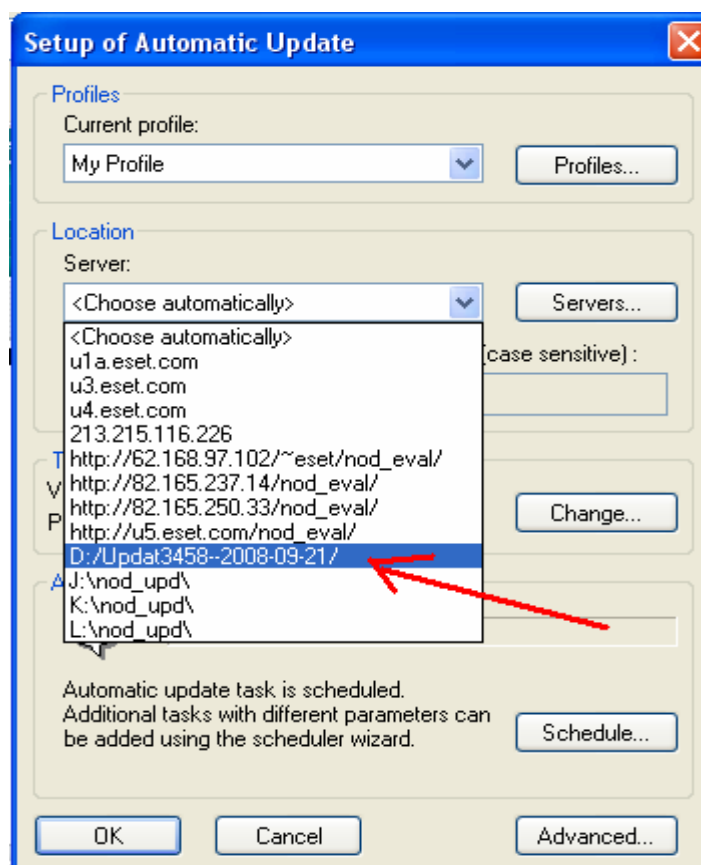 Setup of Automatic Update
Profiles
Current profile:
My Profile
Profiles...
Location
Server:
<Choose automatically>
Servers...
<Choose automatically>
u1a.eset.com
(case sensitive) :
u3.eset.com
u4.eset.com
213.215.116.226
http://62.168.97.102/~eset/nod_eval/
T
http://82.165.237.14/nod_eval/
V
http://82.165.250.33/nod_eval/
P
http://u5.eset.com/nod_eval/
Change...
D:/Updat3458--2008-09-21/
A
J:\nod_upd\
K:\nod_upd\
L:\nod_upd\
Automatic update task is scheduled.
Additional tasks with different parameters can
be added using the scheduler wizard.
Schedule...
OK
Cancel
Advanced...